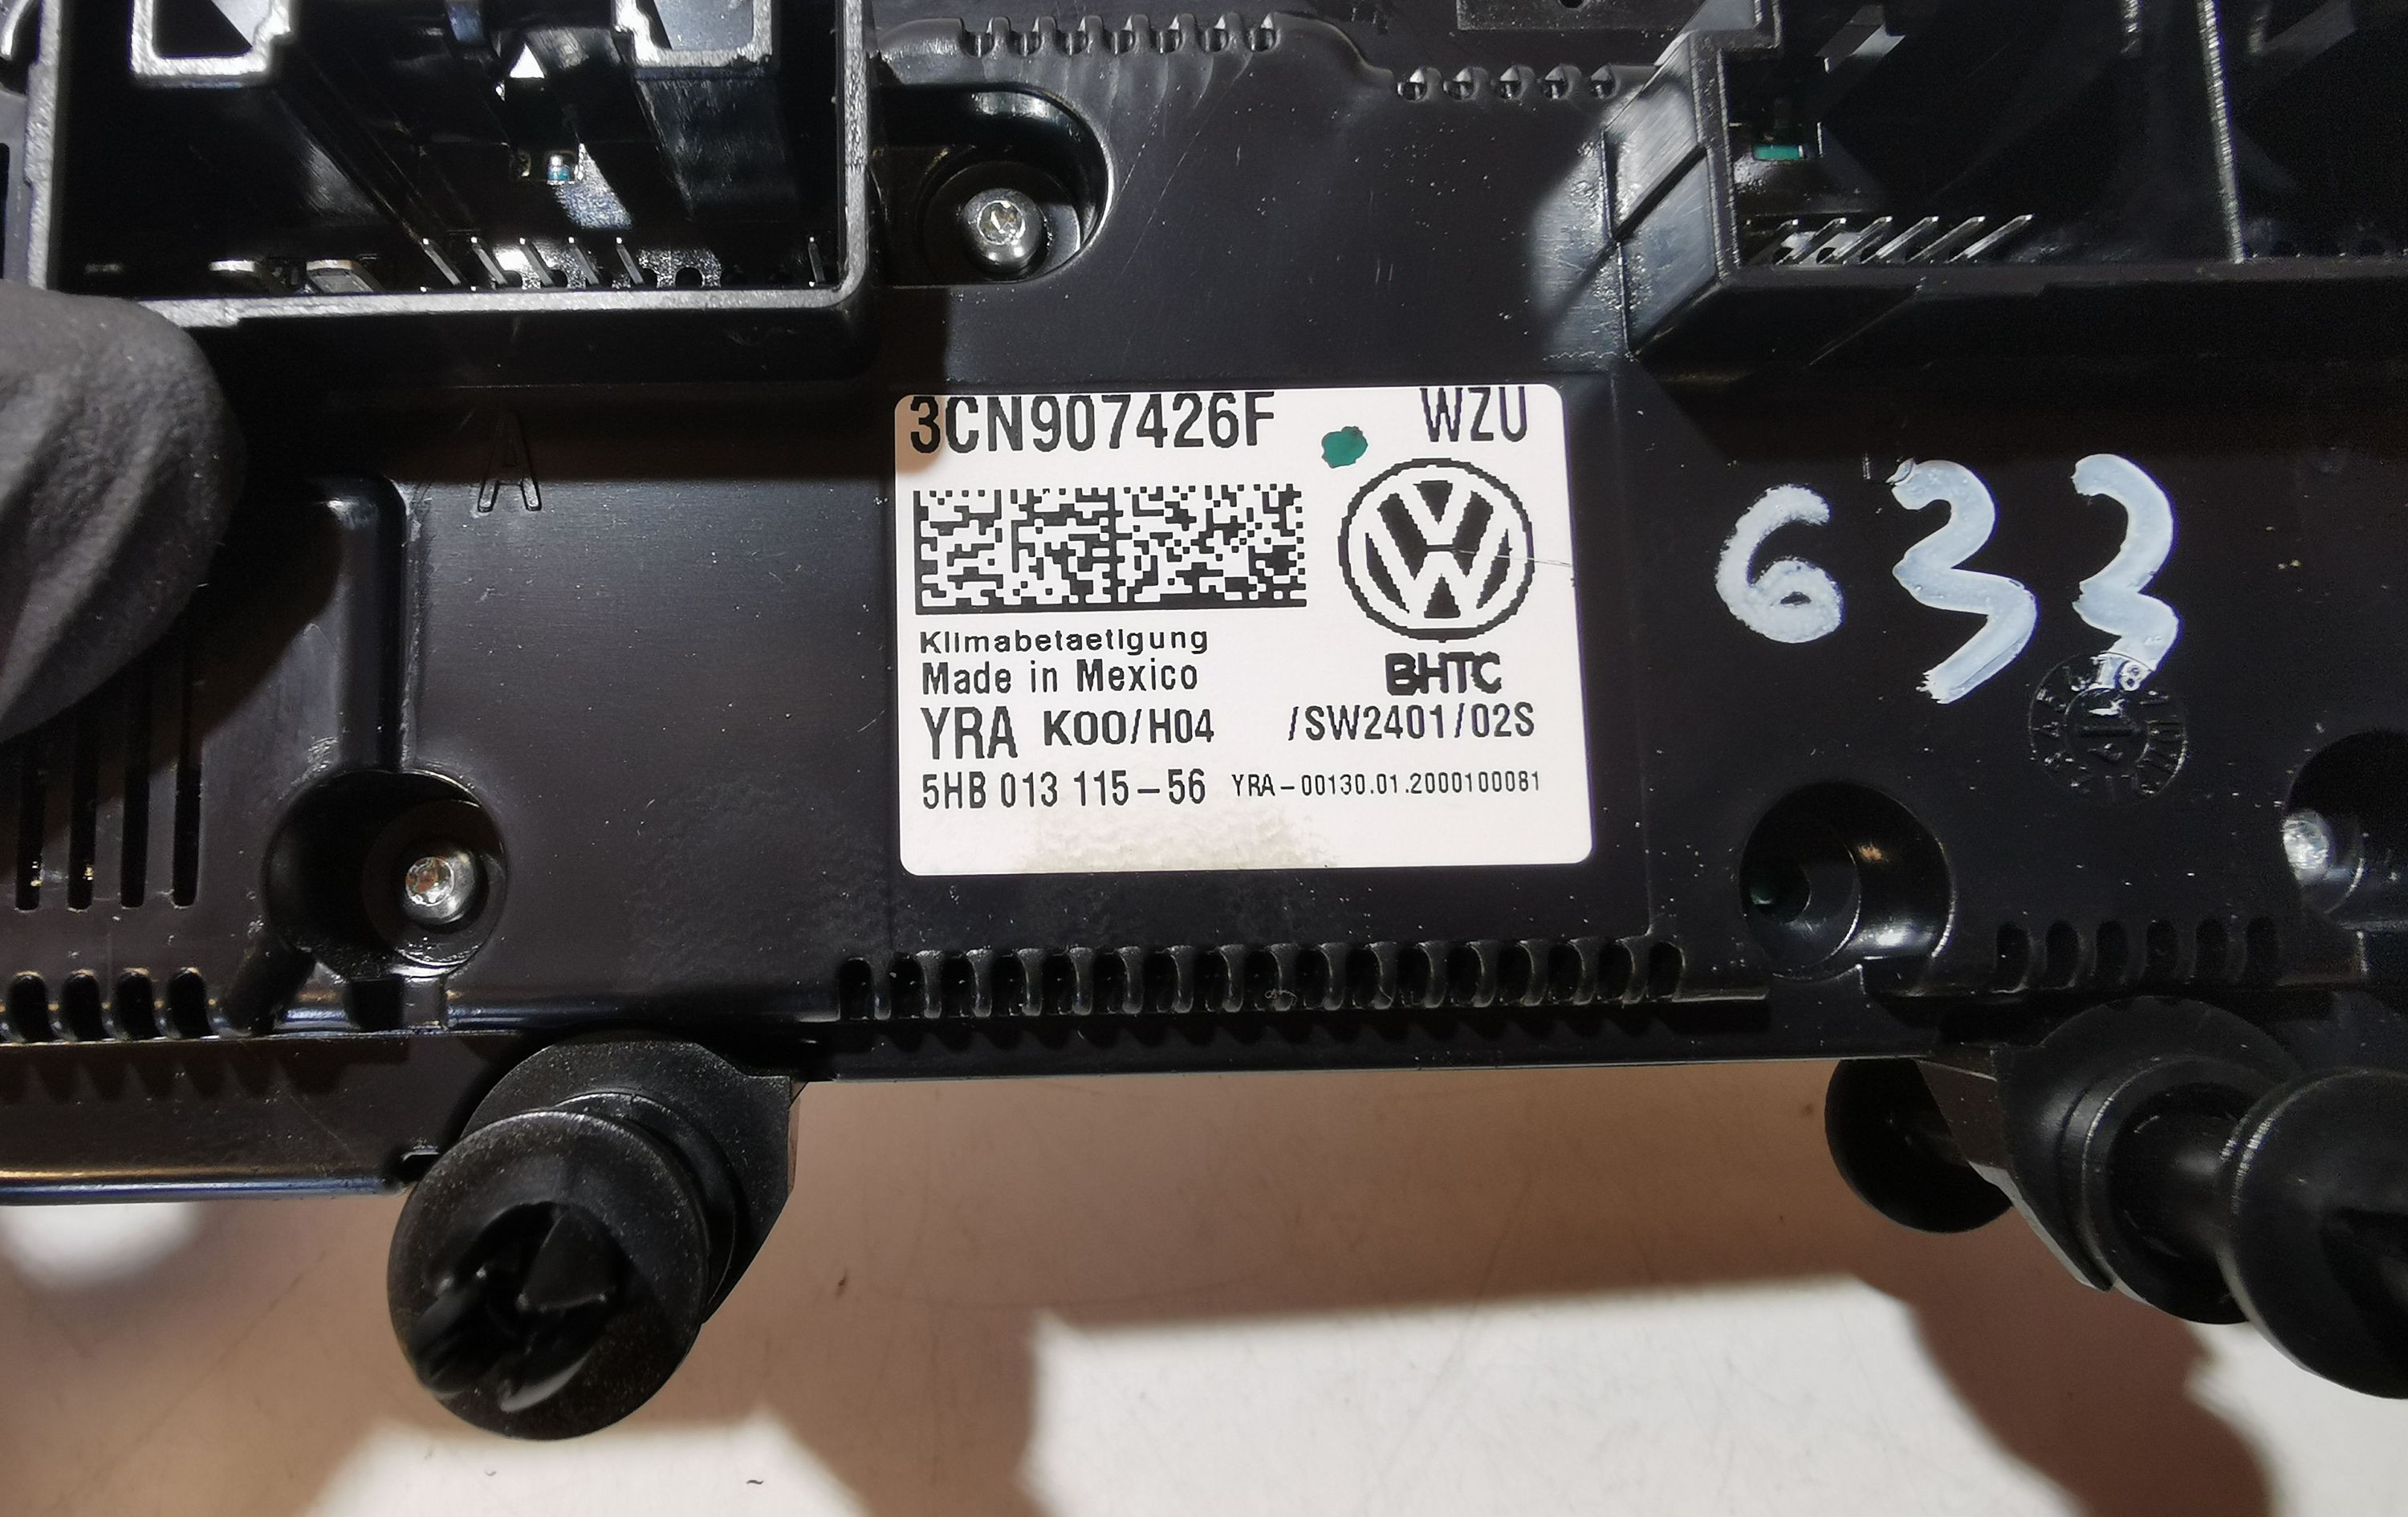 A
3CN907426F WZU
Klimabetaetigung
Made in Mexico
BHTC
YRA K00/H04 /SW2401/02S
5HB 013 115-56 YRA-00130.01.2000100081
633
18